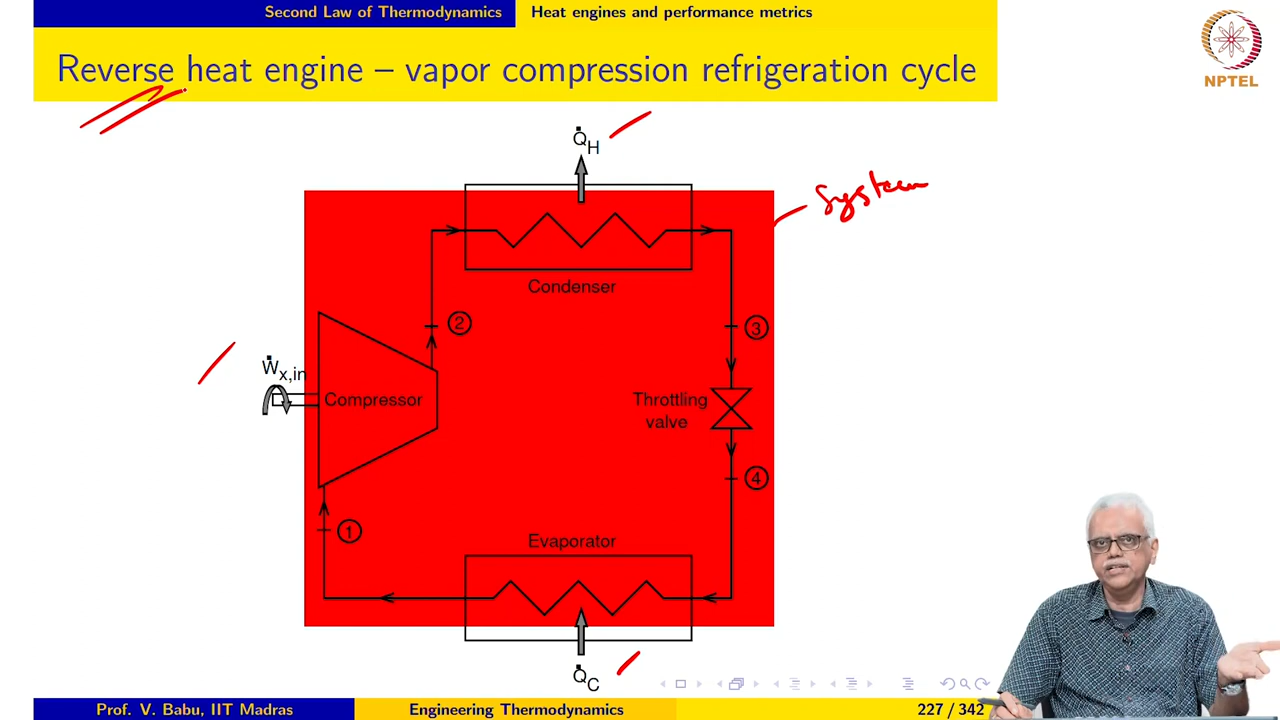 Second Law of Thermodynamics Heat engines and performance metrics
Reverse heat engine – vapor compression refrigeration cycle
NPTEL
Q̇H
System
Condenser
2
3
Ẇx,in
Compressor
Throttling
valve
4
1
Evaporator
Q̇C
Prof. V. Babu, IIT Madras Engineering Thermodynamics 227 / 342